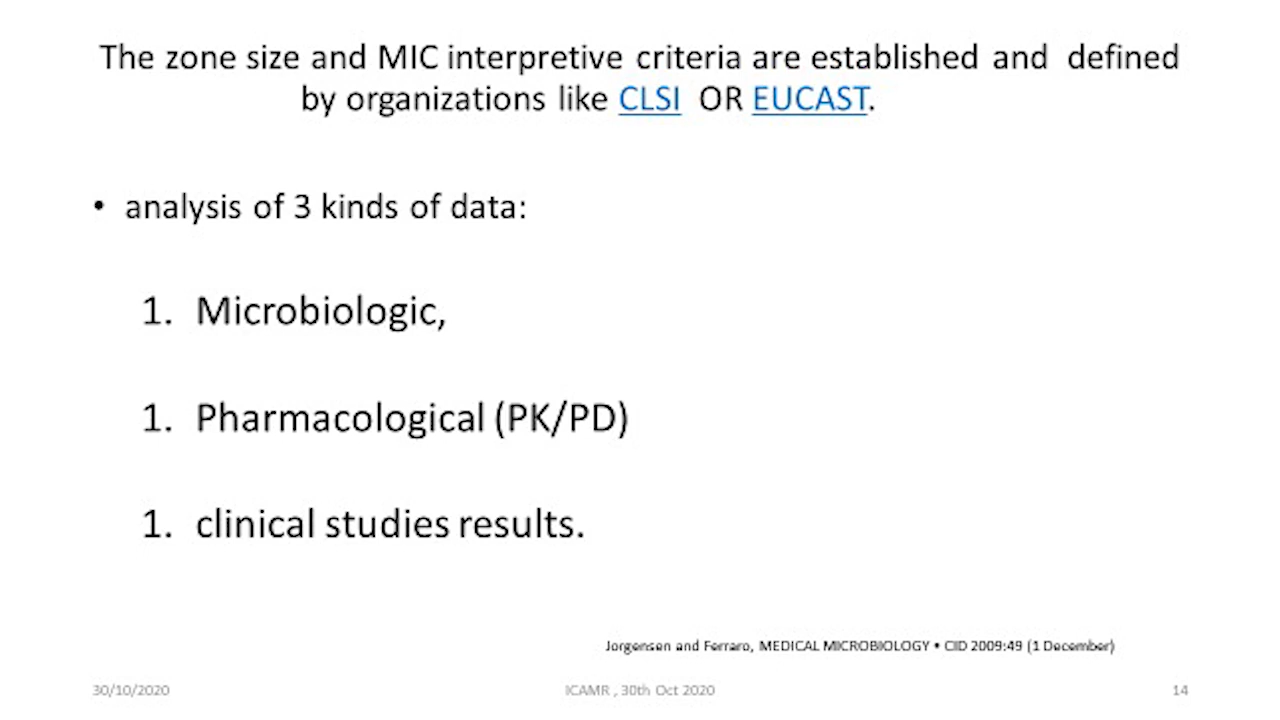 The zone size and MIC interpretive criteria are established and defined
by organizations like CLSI OR EUCAST.
• analysis of 3 kinds of data:
1. Microbiologic,
1. Pharmacological (PK/PD)
1. clinical studies results.
Jorgensen and Ferraro, MEDICAL MICROBIOLOGY • CID 2009:49 (1 December)
30/10/2020 ICAMR , 30th Oct 2020 14